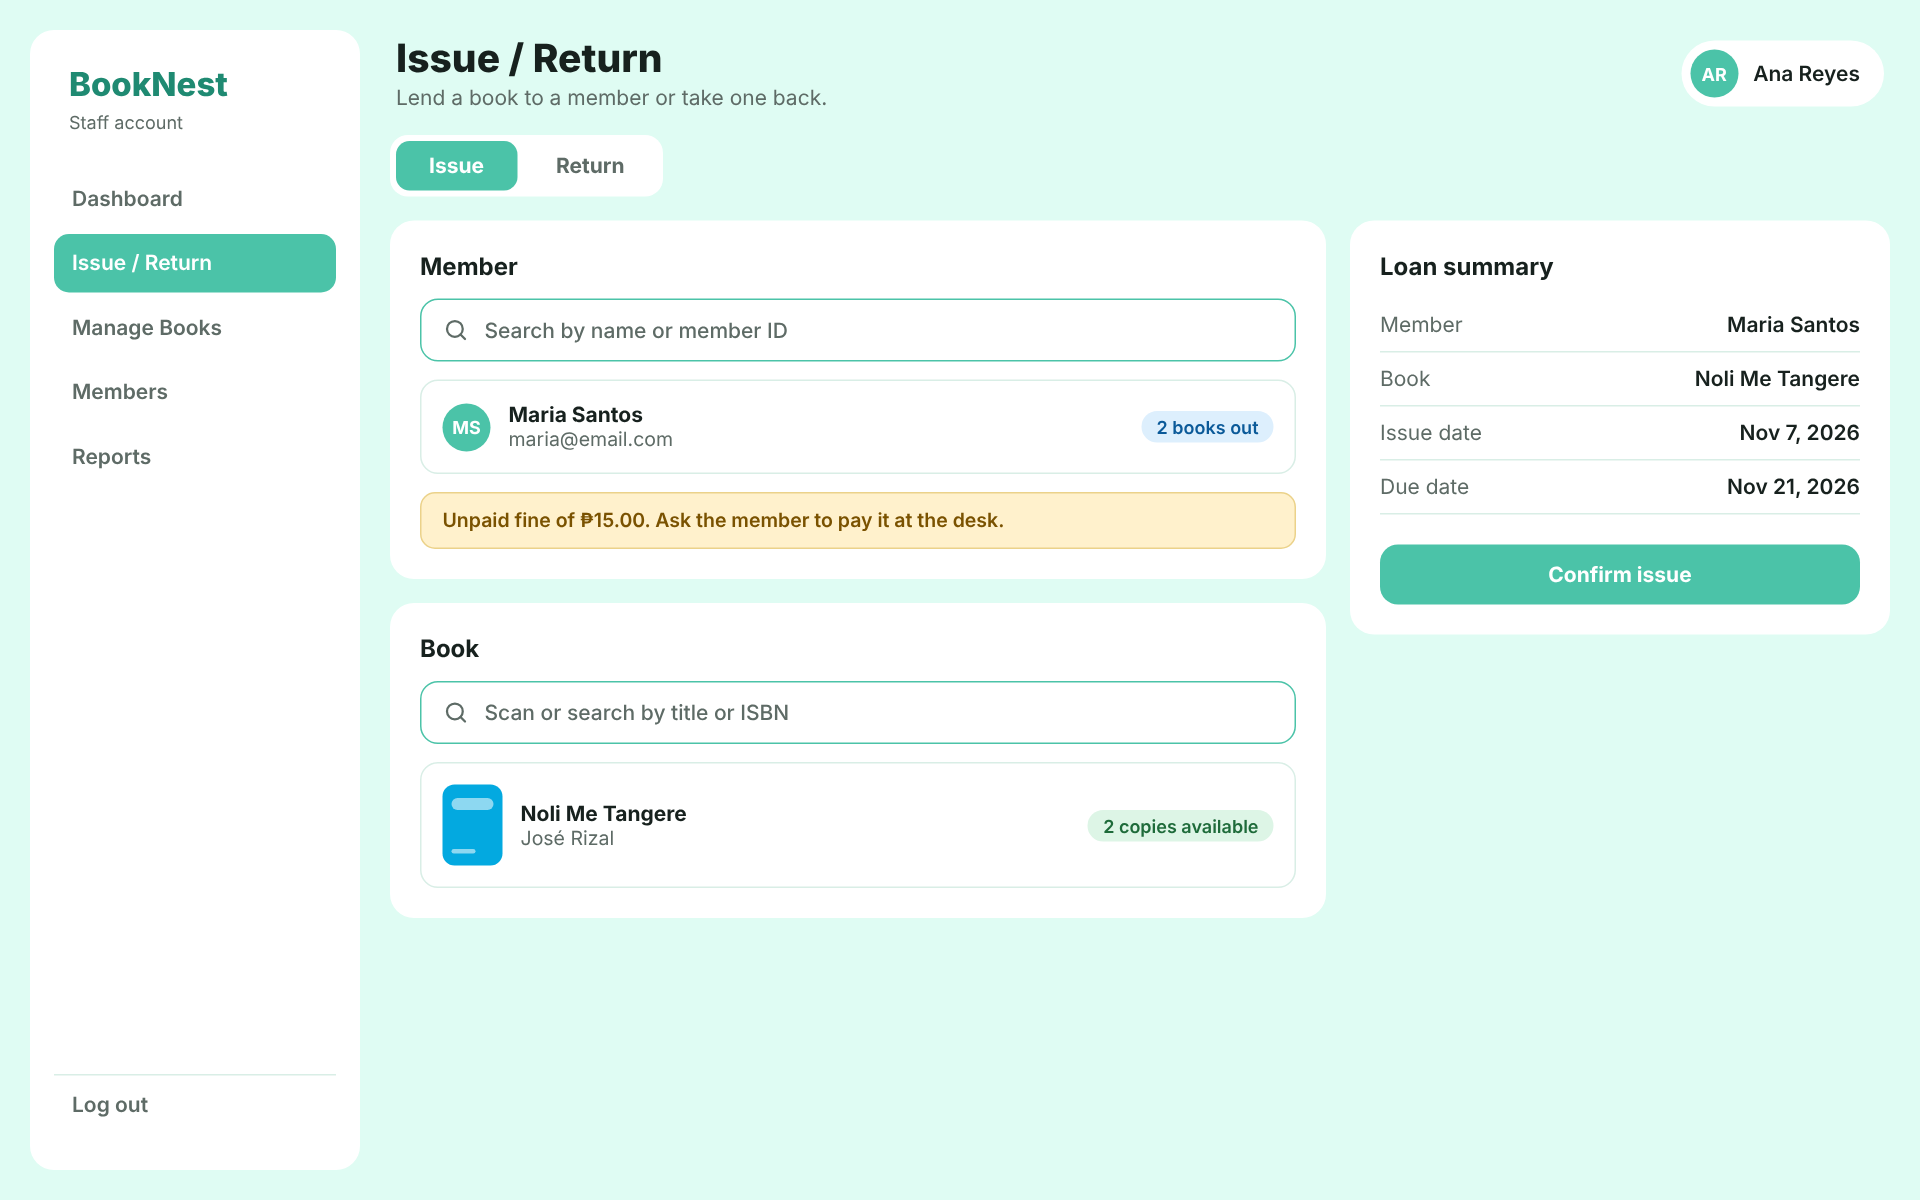 BookNest
Staff account
Dashboard
Issue / Return
Manage Books
Members
Reports
Log out
Issue / Return
Lend a book to a member or take one back.
AR
Ana Reyes
Issue
Return
Member
Search by name or member ID
MS
Maria Santos
maria@email.com
2 books out
Unpaid fine of ₱15.00. Ask the member to pay it at the desk.
Book
Scan or search by title or ISBN
Noli Me Tangere
José Rizal
2 copies available
Loan summary
Member Maria Santos
Book Noli Me Tangere
Issue date Nov 7, 2026
Due date Nov 21, 2026
Confirm issue